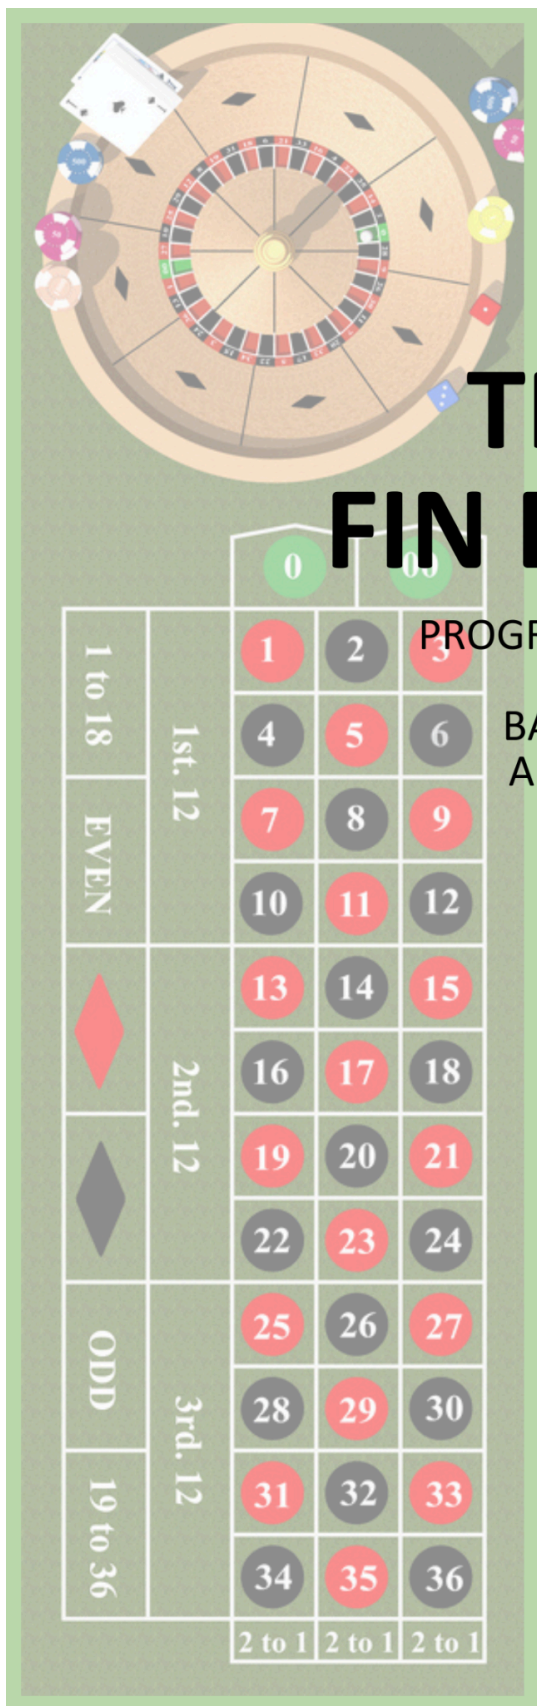 T
FIN
0 00
PROG
BA
A
1 2 3
4 5 6
7 8 9
10 11 12
13 14 15
16 17 18
19 20 21
22 23 24
25 26 27
28 29 30
31 32 33
34 35 36
2 to 1 2 to 1 2 to 1
1st. 12
2nd. 12
3rd. 12
1 to 18
EVEN
ODD
19 to 36